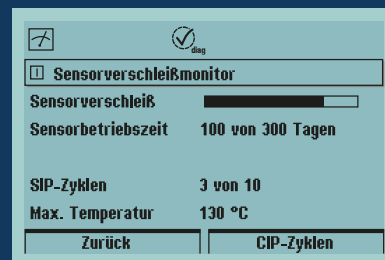 diag
Sensorverschleißmonitor
Sensorverschleiß
Sensorbetriebszeit 100 von 300 Tagen
SIP-Zyklen 3 von 10
Max. Temperatur 130 °C
Zurück CIP-Zyklen